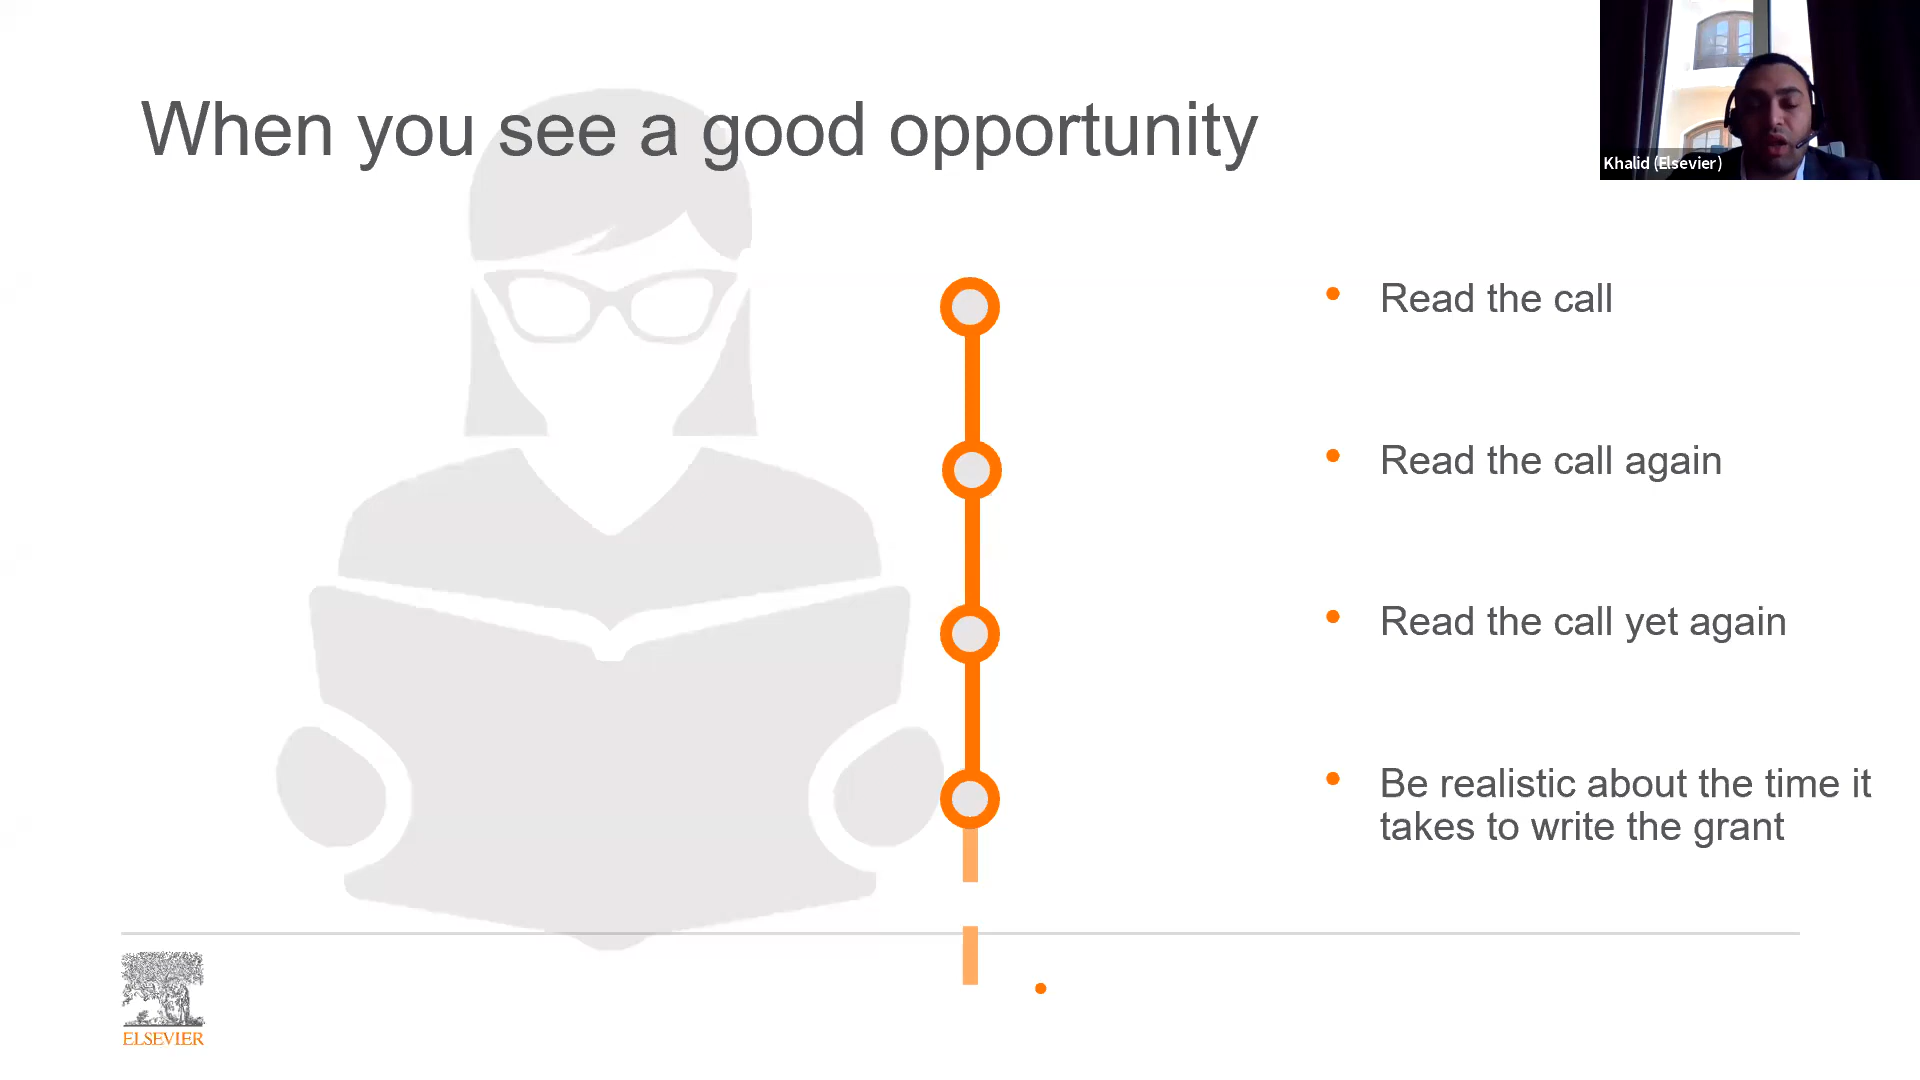 When you see a good opportunity
Khalid (Elsevier)
Read the call
Read the call again
Read the call yet again
Be realistic about the time it
takes to write the grant
ELSEVIER